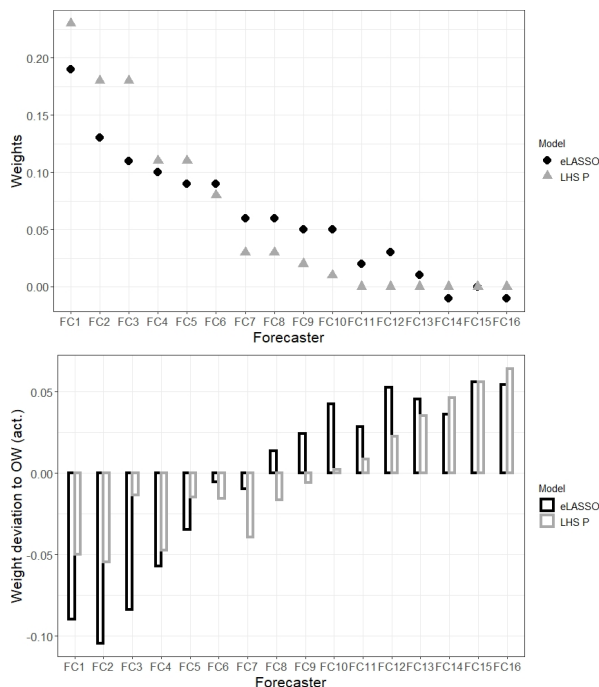 Weights
0.20
0.15
0.10
0.05
0.00
FC1 FC2 FC3 FC4 FC5 FC6 FC7 FC8 FC9 FC10 FC11 FC12 FC13 FC14 FC15 FC16
Forecaster
Model
eLASSO
LHS P
Weight deviation to OW (act.)
0.05
0.00
-0.05
-0.10
FC1 FC2 FC3 FC4 FC5 FC6 FC7 FC8 FC9 FC10 FC11 FC12 FC13 FC14 FC15 FC16
Forecaster
Model
eLASSO
LHS P